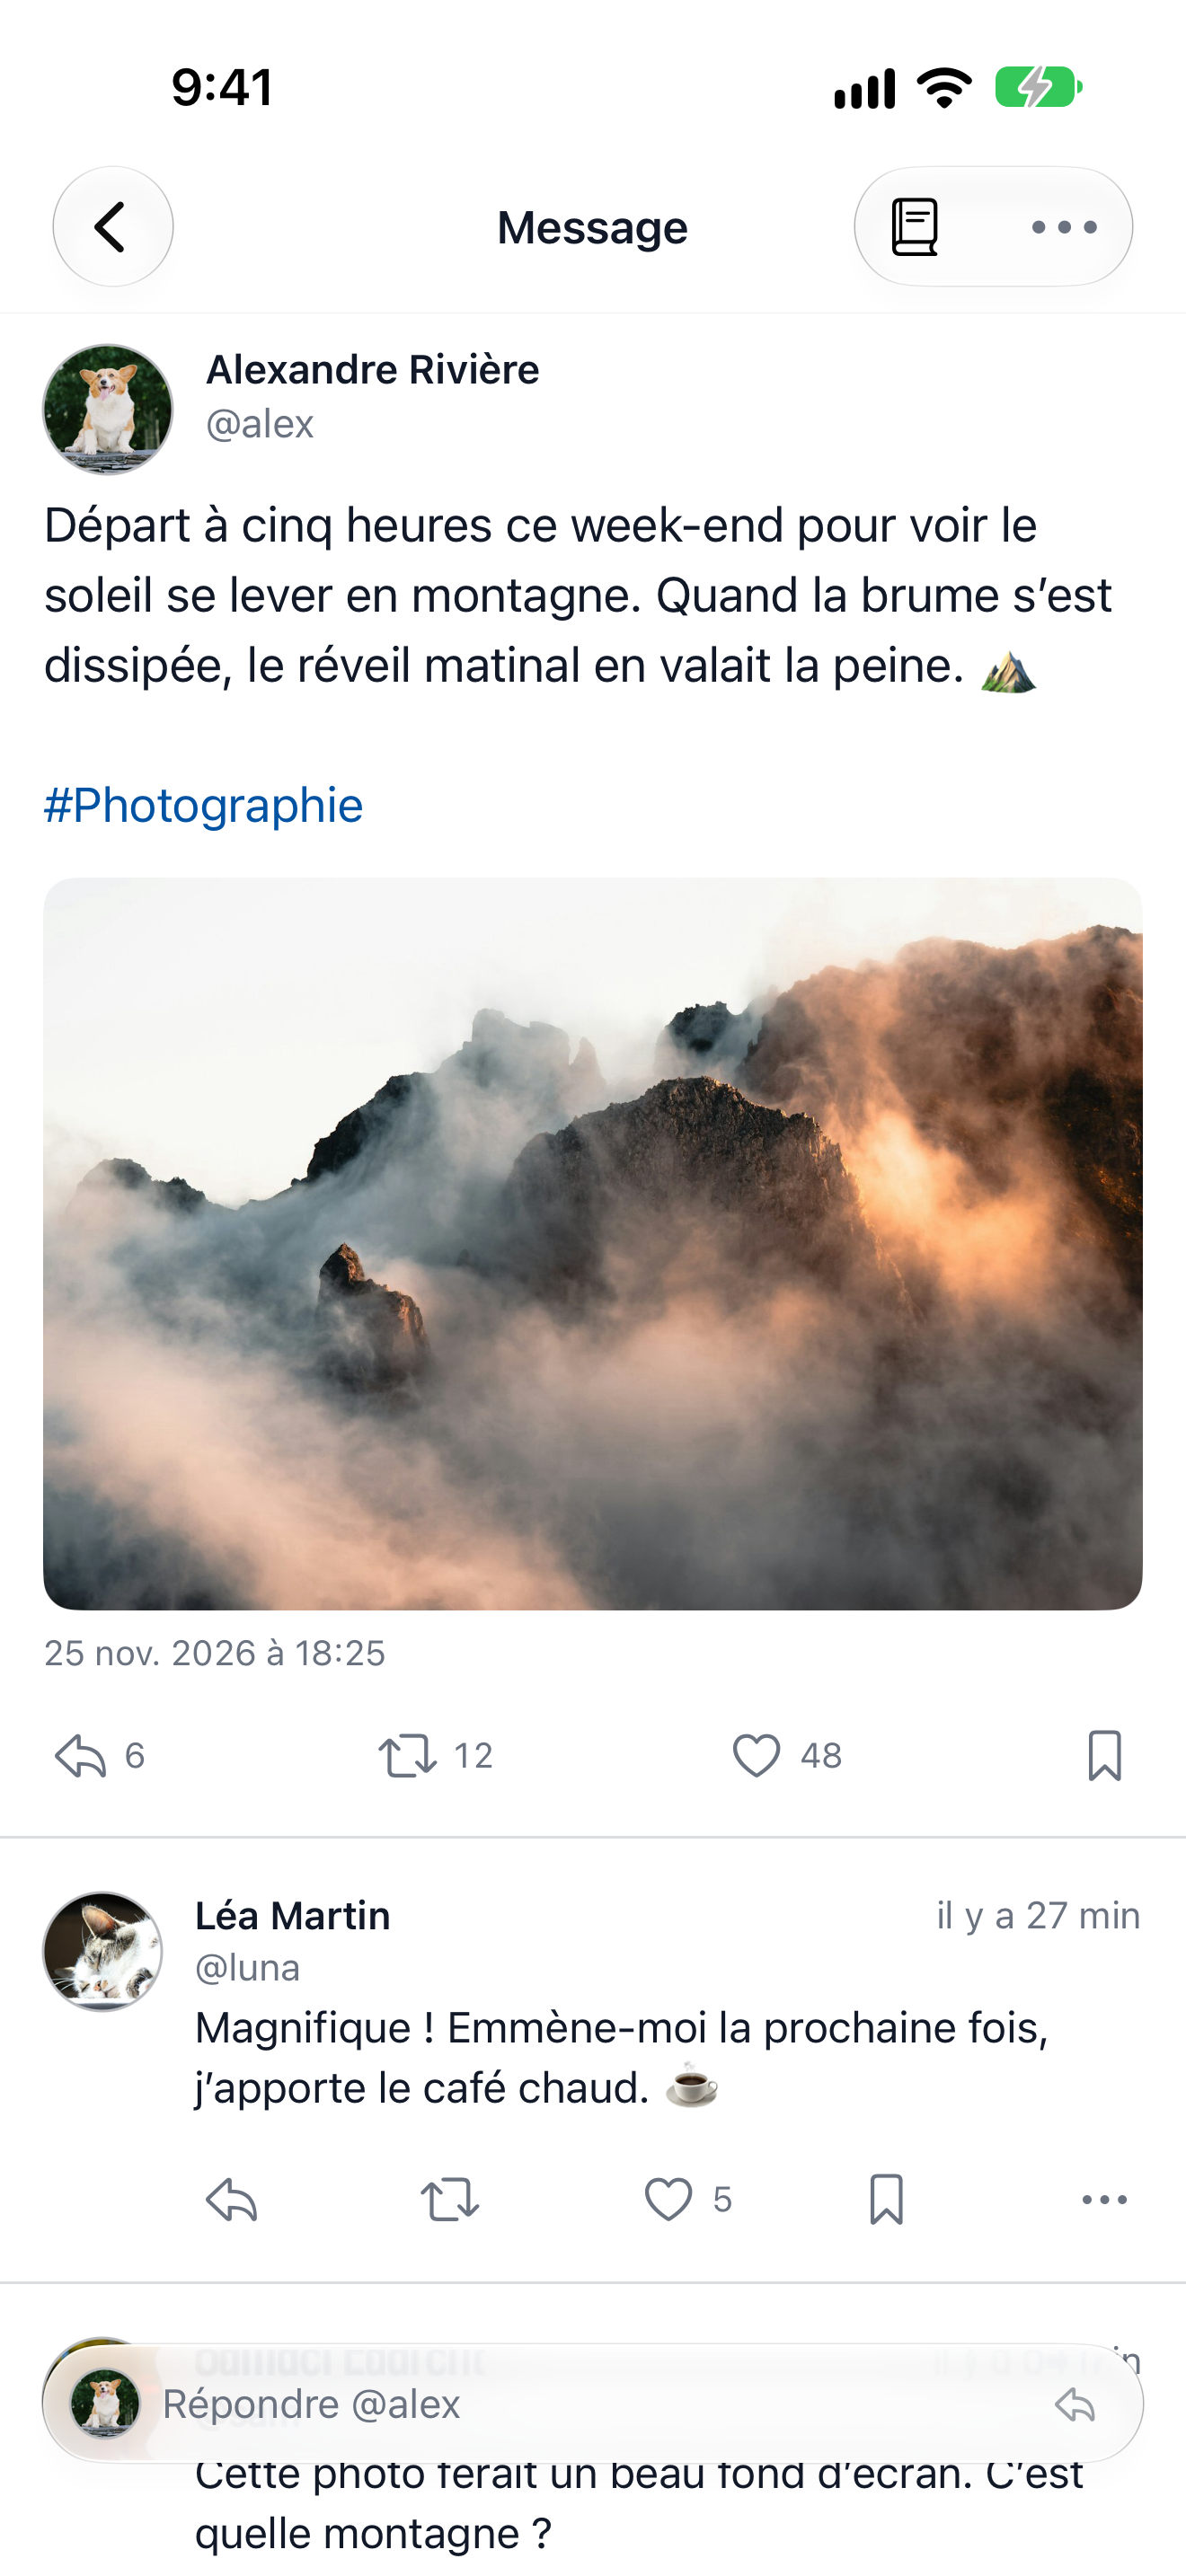 9:41
Message
Alexandre Rivière
@alex
Départ à cinq heures ce week-end pour voir le
soleil se lever en montagne. Quand la brume s’est
dissipée, le réveil matinal en valait la peine. ⛰️
#Photographie
25 nov. 2026 à 18:25
6 12 48
Léa Martin
il y a 27 min
@luna
Magnifique ! Emmène-moi la prochaine fois,
j’apporte le café chaud. ☕
5
Répondre @alex
Cette photo ferait un beau fond d’écran. C’est
quelle montagne ?